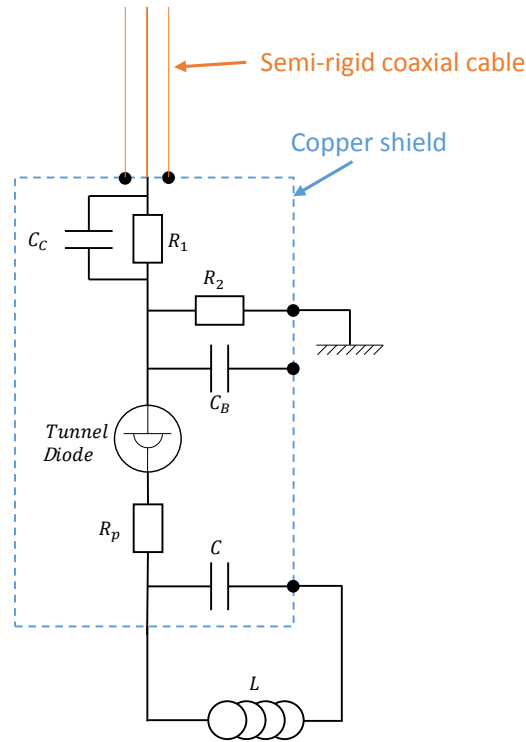 Semi-rigid coaxial cable
Copper shield
C_C
R_1
R_2
C_B
Tunnel
Diode
R_p
C
L